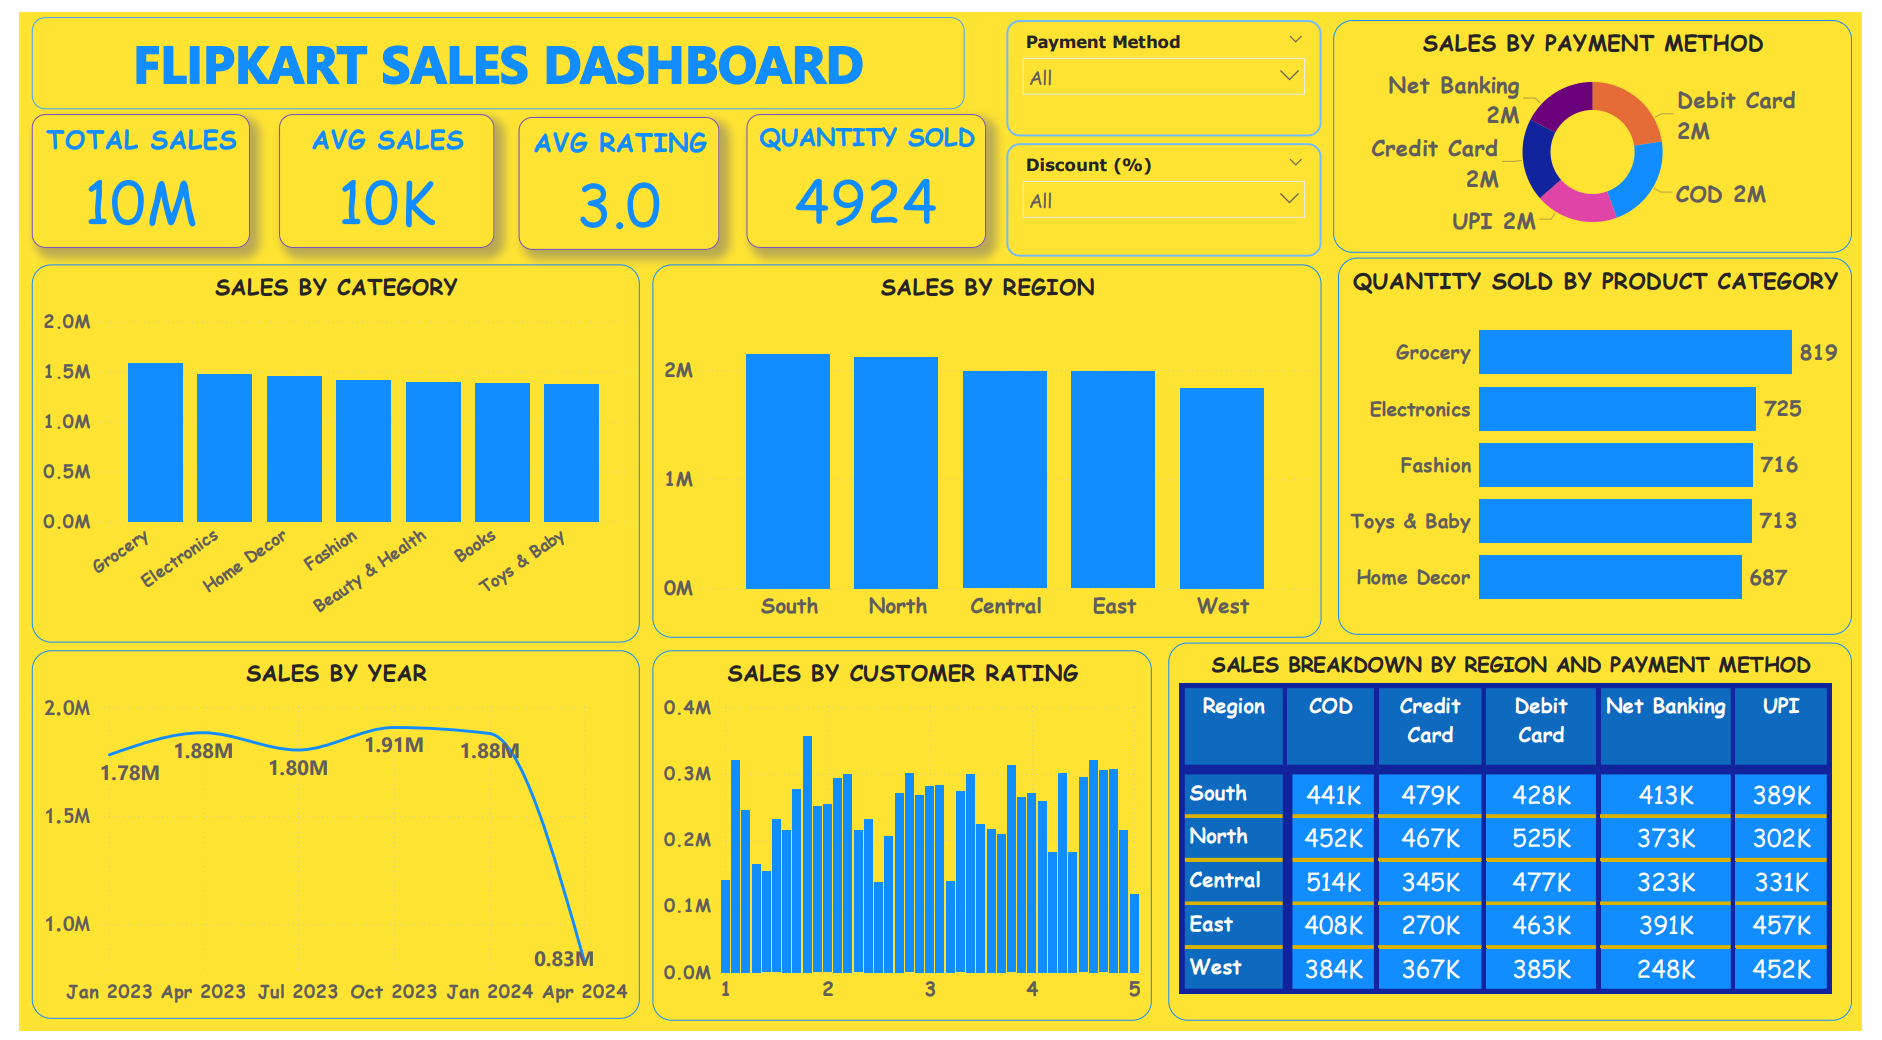 FLIPKART SALES DASHBOARD
Payment Method
All
Discount (%)
All
TOTAL SALES
10M
AVG SALES
10K
AVG RATING
3.0
QUANTITY SOLD
4924
SALES BY PAYMENT METHOD
Net Banking
2M
Debit Card
2M
Credit Card
2M
COD 2M
UPI 2M
SALES BY CATEGORY
2.0M
1.5M
1.0M
0.5M
0.0M
Grocery
Electronics
Home Decor
Fashion
Beauty & Health
Books
Toys & Baby
SALES BY REGION
2M
1M
0M
South
North
Central
East
West
QUANTITY SOLD BY PRODUCT CATEGORY
Grocery 819
Electronics 725
Fashion 716
Toys & Baby 713
Home Decor 687
SALES BY YEAR
2.0M
1.5M
1.0M
1.78M
1.88M
1.80M
1.91M
1.88M
0.83M
Jan 2023 Apr 2023 Jul 2023 Oct 2023 Jan 2024 Apr 2024
SALES BY CUSTOMER RATING
0.4M
0.3M
0.2M
0.1M
0.0M
1 2 3 4 5
SALES BREAKDOWN BY REGION AND PAYMENT METHOD
Region COD Credit Card Debit Card Net Banking UPI
South 441K 479K 428K 413K 389K
North 452K 467K 525K 373K 302K
Central 514K 345K 477K 323K 331K
East 408K 270K 463K 391K 457K
West 384K 367K 385K 248K 452K